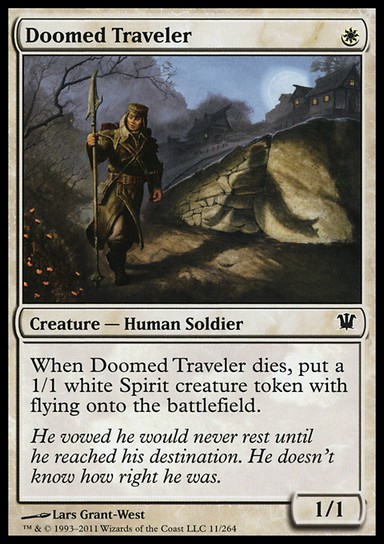 Doomed Traveler
Creature — Human Soldier
When Doomed Traveler dies, put a
1/1 white Spirit creature token with
flying onto the battlefield.
He vowed he would never rest until
he reached his destination. He doesn't
know how right he was.
1/1
Lars Grant-West
™ & © 1993–2011 Wizards of the Coast LLC 11/264